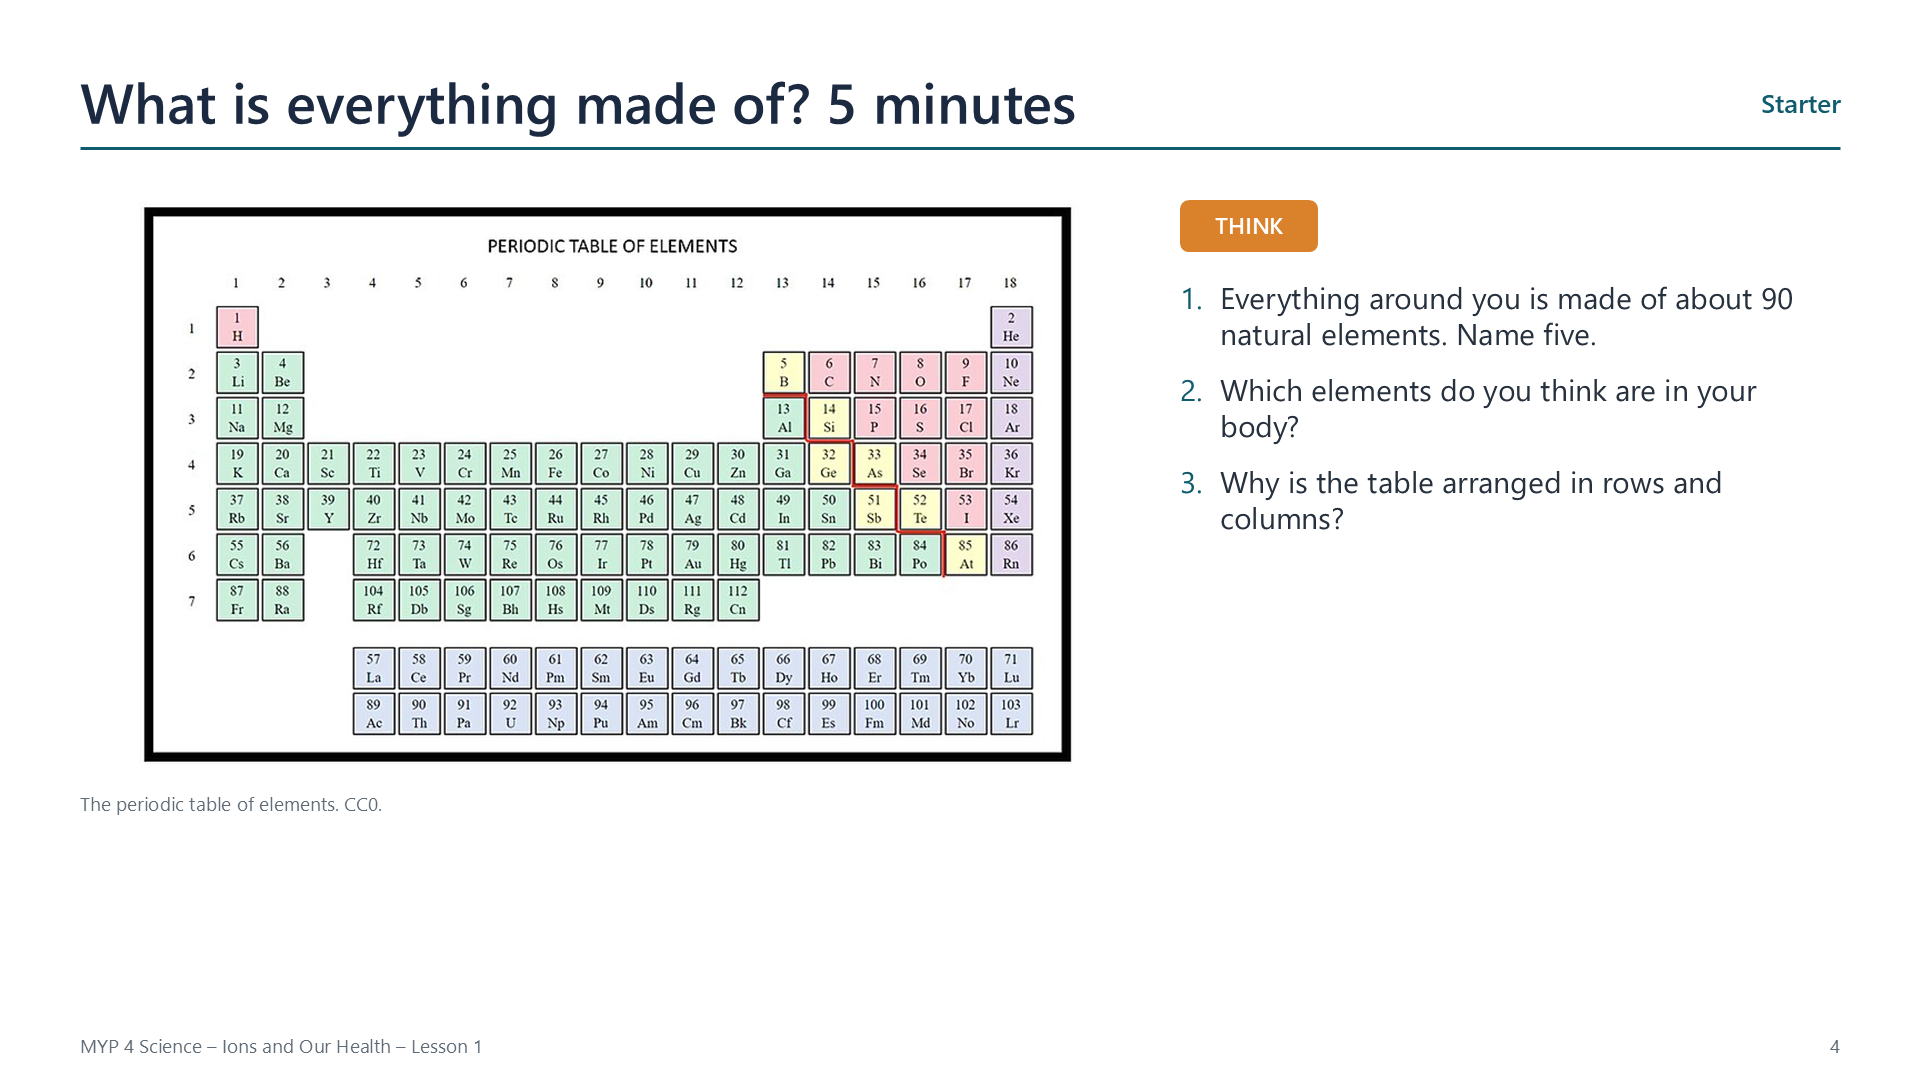 What is everything made of? 5 minutes
Starter
PERIODIC TABLE OF ELEMENTS
1 2 3 4 5 6 7 8 9 10 11 12 13 14 15 16 17 18
1
1 2
H He
2
3 4 5 6 7 8 9 10
Li Be B C N O F Ne
3
11 12 13 14 15 16 17 18
Na Mg Al Si P S Cl Ar
4
19 20 21 22 23 24 25 26 27 28 29 30 31 32 33 34 35 36
K Ca Sc Ti V Cr Mn Fe Co Ni Cu Zn Ga Ge As Se Br Kr
5
37 38 39 40 41 42 43 44 45 46 47 48 49 50 51 52 53 54
Rb Sr Y Zr Nb Mo Tc Ru Rh Pd Ag Cd In Sn Sb Te I Xe
6
55 56 72 73 74 75 76 77 78 79 80 81 82 83 84 85 86
Cs Ba Hf Ta W Re Os Ir Pt Au Hg Tl Pb Bi Po At Rn
7
87 88 104 105 106 107 108 109 110 111 112
Fr Ra Rf Db Sg Bh Hs Mt Ds Rg Cn
57 58 59 60 61 62 63 64 65 66 67 68 69 70 71
La Ce Pr Nd Pm Sm Eu Gd Tb Dy Ho Er Tm Yb Lu
89 90 91 92 93 94 95 96 97 98 99 100 101 102 103
Ac Th Pa U Np Pu Am Cm Bk Cf Es Fm Md No Lr
The periodic table of elements. CC0.
THINK
1. Everything around you is made of about 90
natural elements. Name five.
2. Which elements do you think are in your
body?
3. Why is the table arranged in rows and
columns?
MYP 4 Science – Ions and Our Health – Lesson 1
4